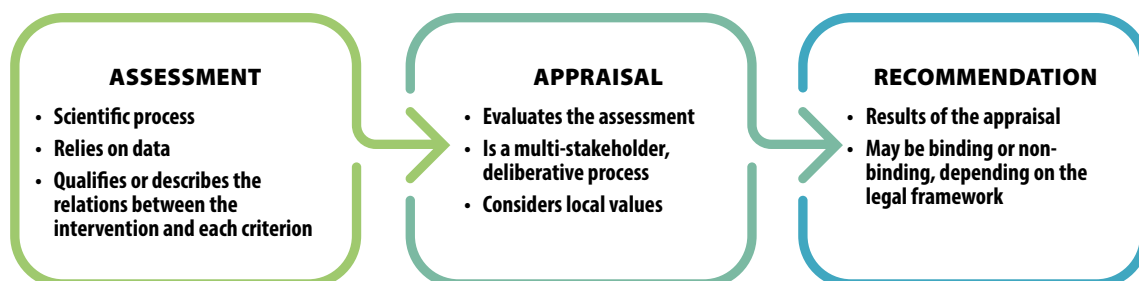 ASSESSMENT
• Scientific process
• Relies on data
• Qualifies or describes the
relations between the
intervention and each criterion
APPRAISAL
• Evaluates the assessment
• Is a multi-stakeholder,
deliberative process
• Considers local values
RECOMMENDATION
• Results of the appraisal
• May be binding or non-
binding, depending on the
legal framework